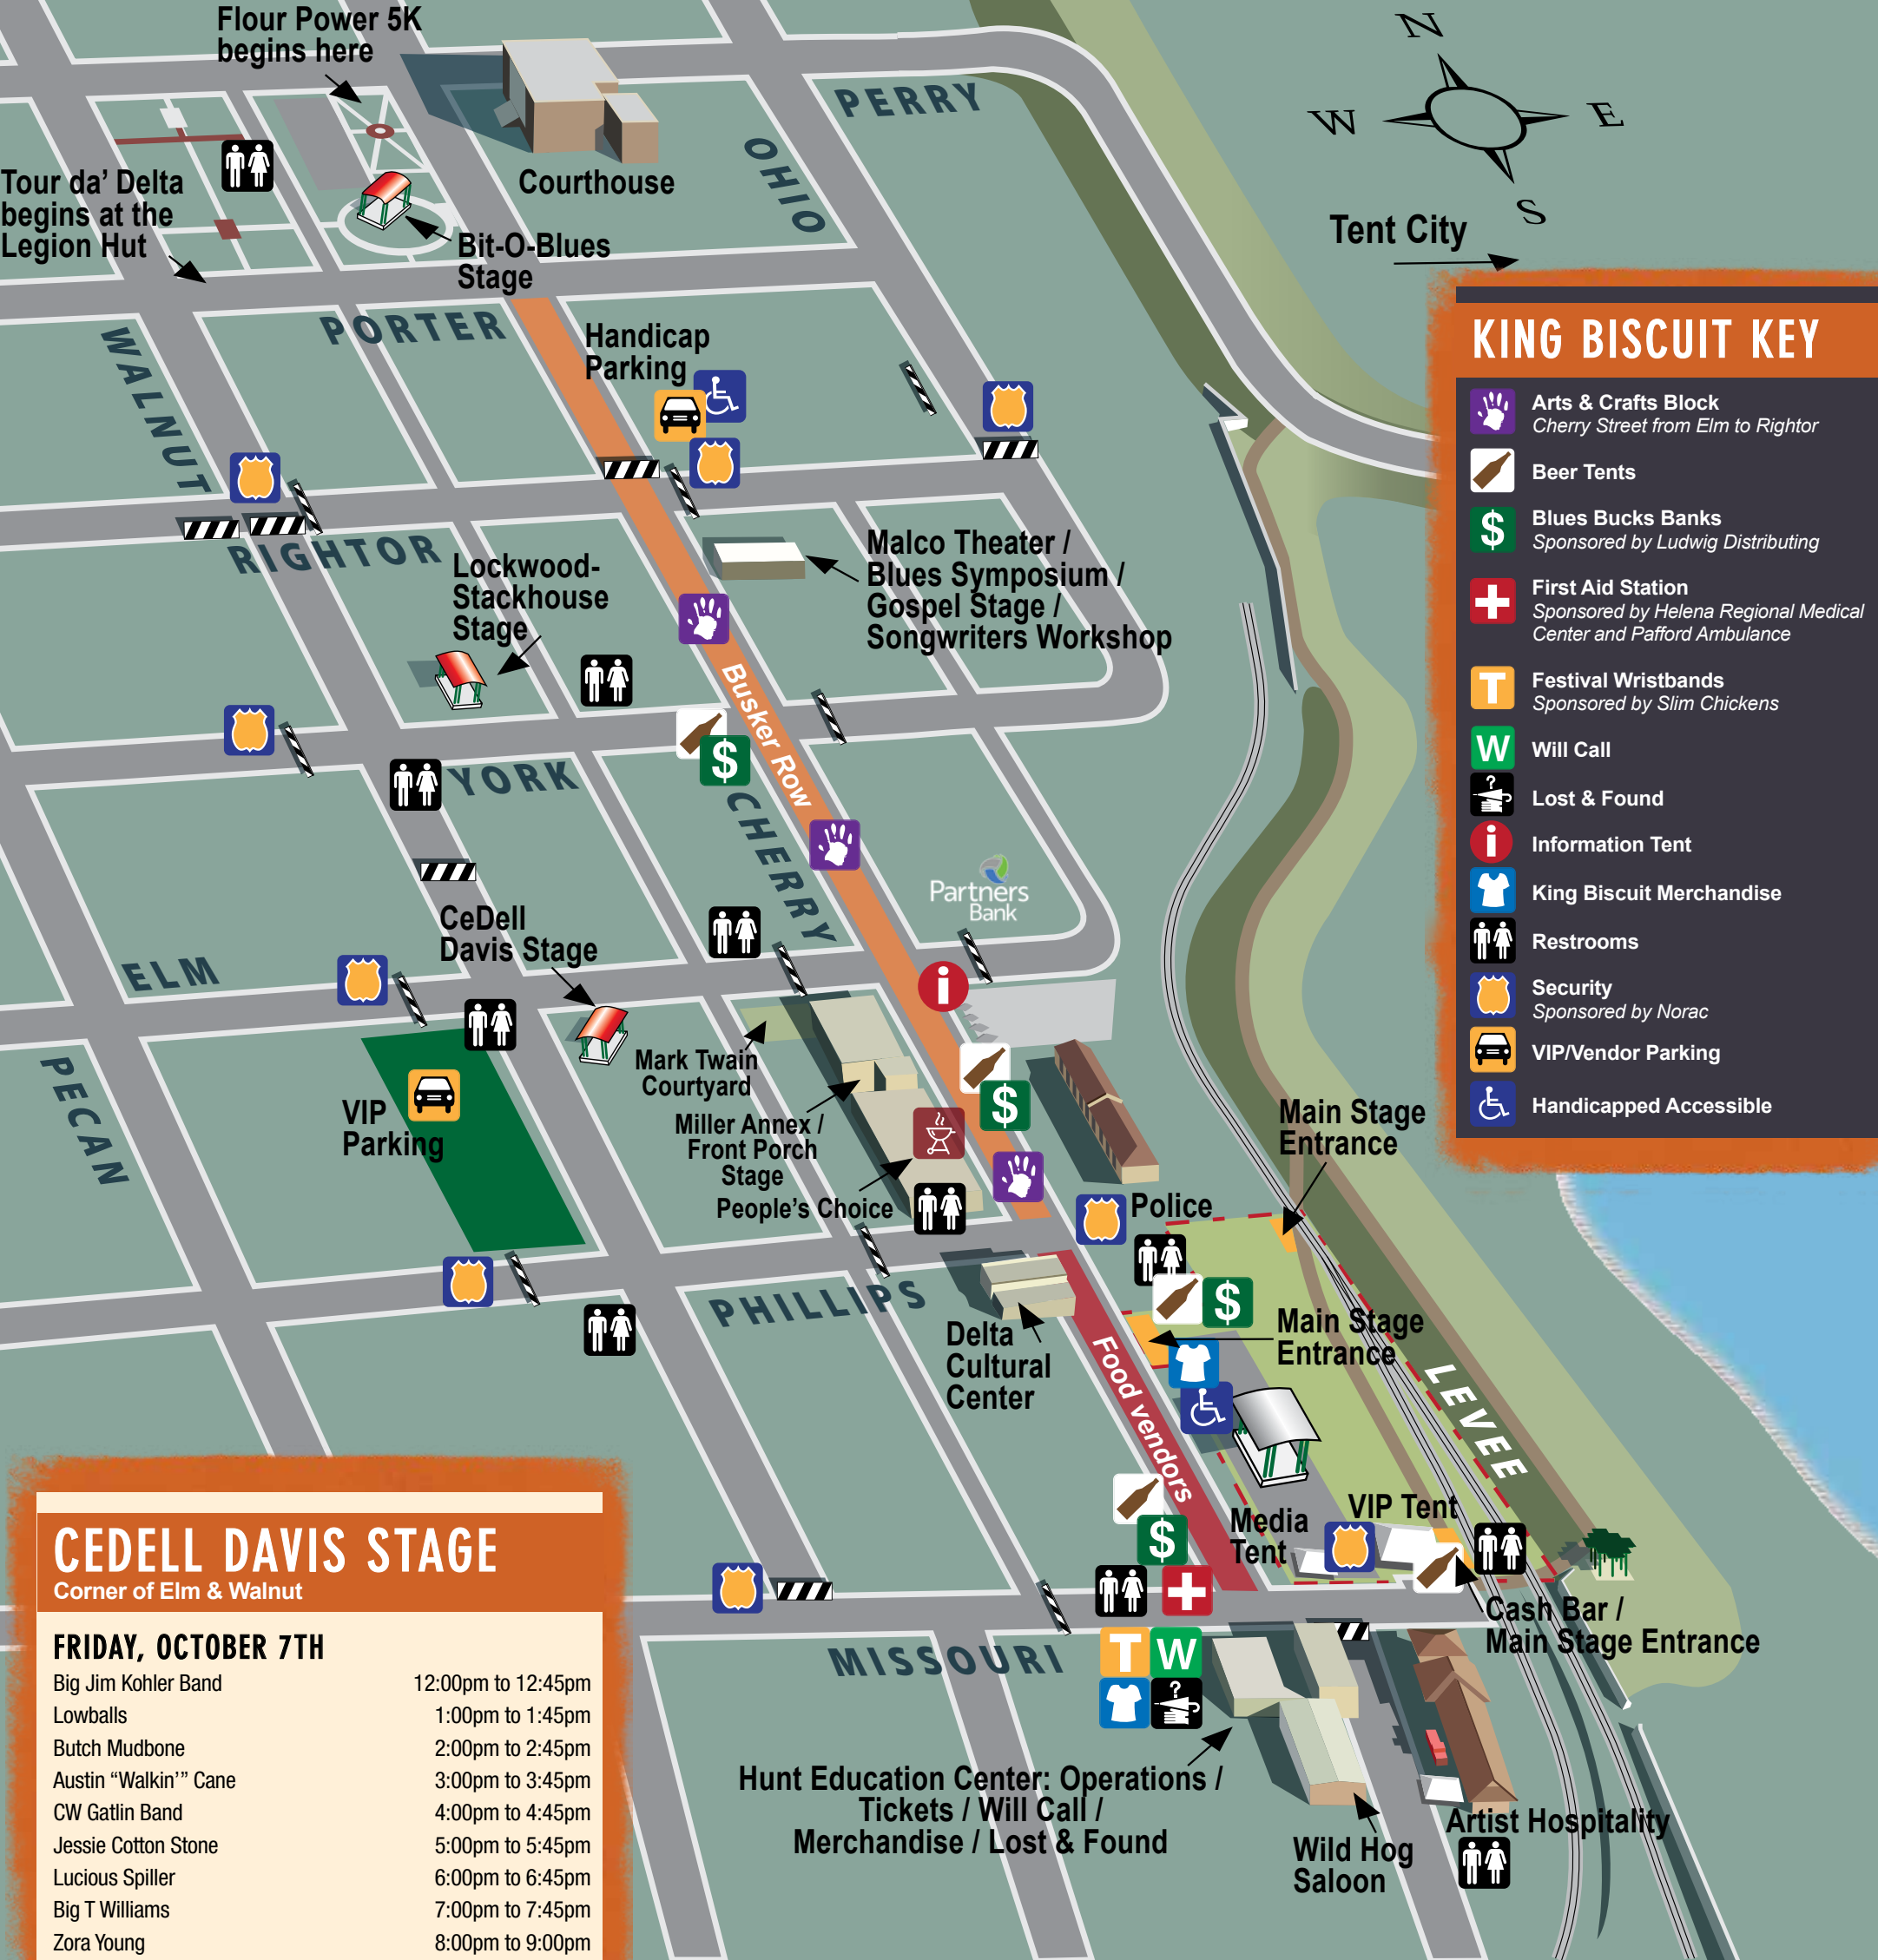 Flour Power 5K
begins here
PERRY
OHIO
N
W
E
S
Courthouse
Tour da’ Delta
begins at the
Legion Hut
Bit-O-Blues
Stage
Tent City
PORTER
WALNUT
Handicap
Parking
RIGHTOR
Lockwood-
Stackhouse
Stage
Malco Theater /
Blues Symposium /
Gospel Stage /
Songwriters Workshop
Busker Row
YORK
$
CHERRY
Partners
Bank
CeDell
Davis Stage
ELM
i
PECAN
Mark Twain
Courtyard
VIP
Parking
Miller Annex /
Front Porch
Stage
$
People’s Choice
Main Stage
Entrance
Police
PHILLIPS
$
Delta
Cultural
Center
Main Stage
Entrance
Food vendors
LEVEE
$
Media
Tent
VIP Tent
Cash Bar /
Main Stage Entrance
MISSOURI
T
W
?
Hunt Education Center: Operations /
Tickets / Will Call /
Merchandise / Lost & Found
Wild Hog
Saloon
Artist Hospitality
KING BISCUIT KEY
Arts & Crafts Block
Cherry Street from Elm to Rightor
Beer Tents
$
Blues Bucks Banks
Sponsored by Ludwig Distributing
First Aid Station
Sponsored by Helena Regional Medical
Center and Pafford Ambulance
T
Festival Wristbands
Sponsored by Slim Chickens
W
Will Call
?
Lost & Found
i
Information Tent
King Biscuit Merchandise
Restrooms
Security
Sponsored by Norac
VIP/Vendor Parking
Handicapped Accessible
CEDELL DAVIS STAGE
Corner of Elm & Walnut
FRIDAY, OCTOBER 7TH
Big Jim Kohler Band 12:00pm to 12:45pm
Lowballs 1:00pm to 1:45pm
Butch Mudbone 2:00pm to 2:45pm
Austin “Walkin’” Cane 3:00pm to 3:45pm
CW Gatlin Band 4:00pm to 4:45pm
Jessie Cotton Stone 5:00pm to 5:45pm
Lucious Spiller 6:00pm to 6:45pm
Big T Williams 7:00pm to 7:45pm
Zora Young 8:00pm to 9:00pm